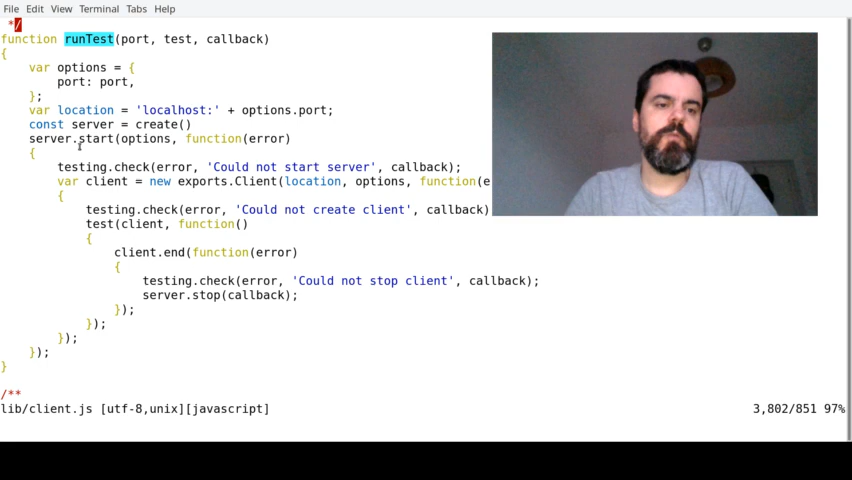 File Edit View Terminal Tabs Help
*/
function runTest(port, test, callback)
{
var options = {
port: port,
};
var location = 'localhost:' + options.port;
const server = create()
server.start(options, function(error)
{
testing.check(error, 'Could not start server', callback);
var client = new exports.Client(location, options, function(e
{
testing.check(error, 'Could not create client', callback)
test(client, function()
{
client.end(function(error)
{
testing.check(error, 'Could not stop client', callback);
server.stop(callback);
});
});
});
});
}
/**
lib/client.js [utf-8,unix][javascript] 3,802/851 97%